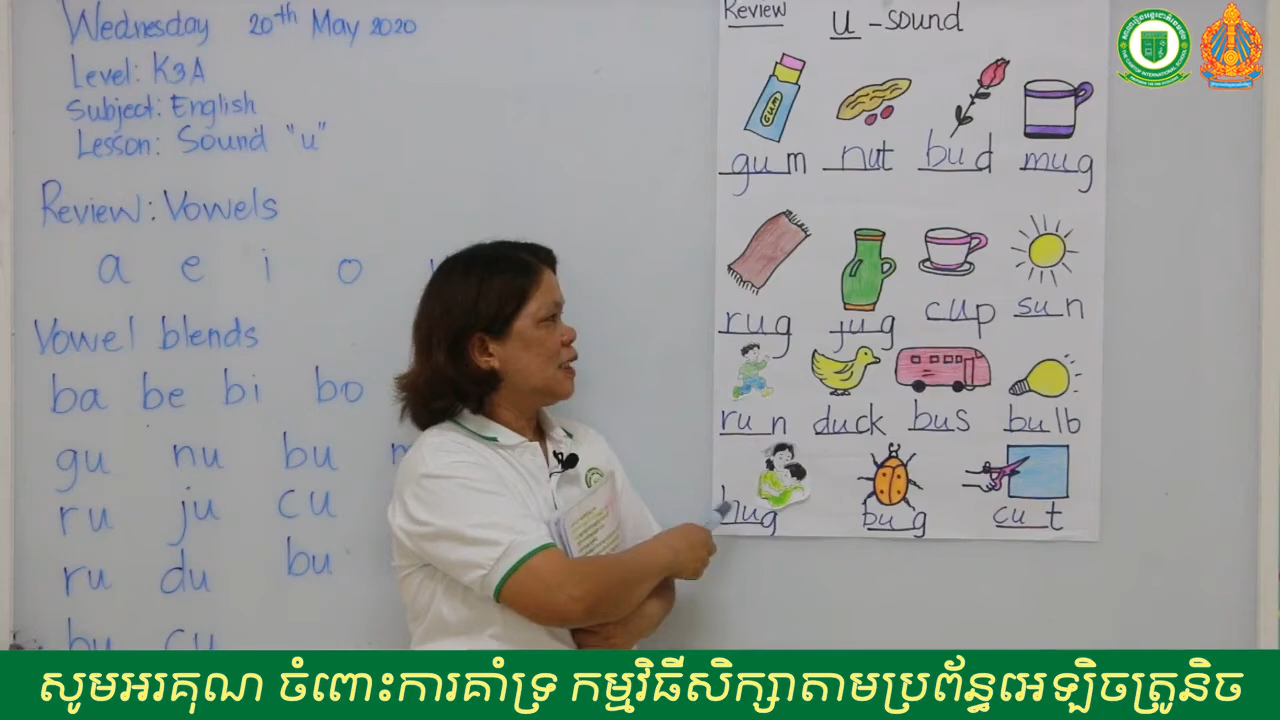 Wednesday 20th May 2020
Level: K3A
Subject: English
Lesson: Sound "u"
Review: Vowels
a e i o
Vowel blends
ba be bi bo
gu nu bu m
ru ju cu
ru du bu
bu cu
Review
u - sound
GUM
gum nut bud mug
rug jug cup sun
run duck bus bulb
hug bug cut
សូមអរគុណ ចំពោះការគាំទ្រ កម្មវិធីសិក្សាតាមប្រព័ន្ធអេឡិចត្រូនិច